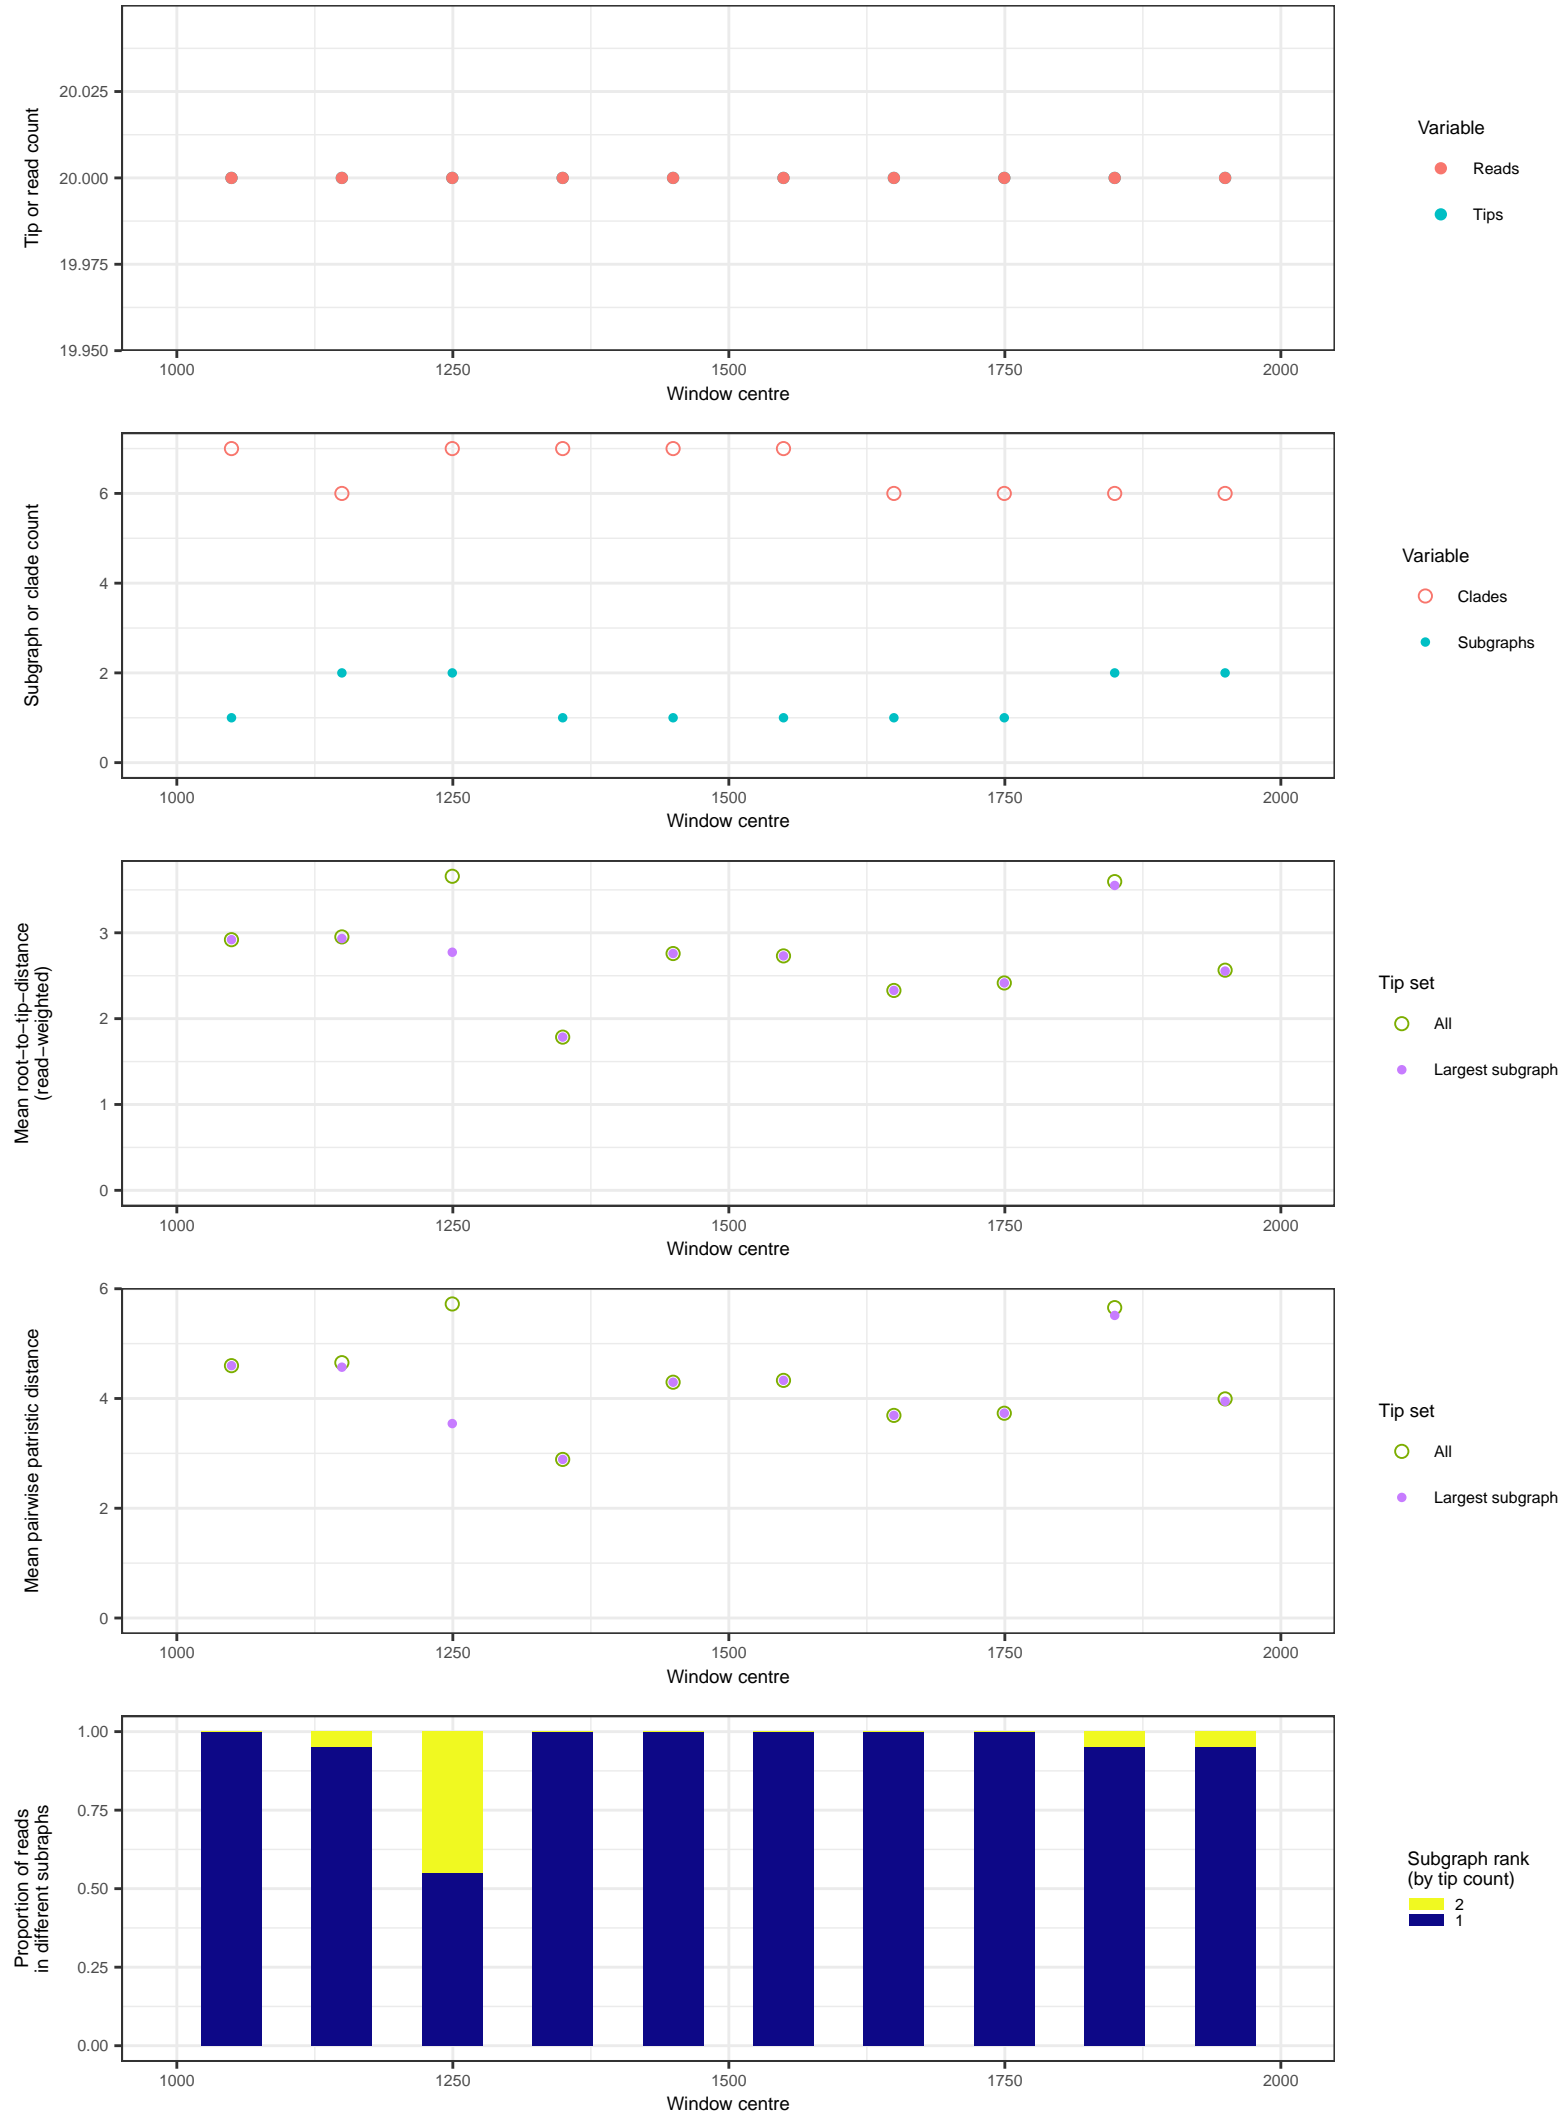 Tip or read count
20.025
20.000
19.975
19.950
1000 1250 1500 1750 2000
Window centre
Variable
Reads
Tips
Subgraph or clade count
6
4
2
0
1000 1250 1500 1750 2000
Window centre
Variable
Clades
Subgraphs
Mean root−to−tip−distance
(read−weighted)
3
2
1
0
1000 1250 1500 1750 2000
Window centre
Tip set
All
Largest subgraph
Mean pairwise patristic distance
6
4
2
0
1000 1250 1500 1750 2000
Window centre
Tip set
All
Largest subgraph
Proportion of reads
in different subraphs
1.00
0.75
0.50
0.25
0.00
1000 1250 1500 1750 2000
Window centre
Subgraph rank
(by tip count)
2
1